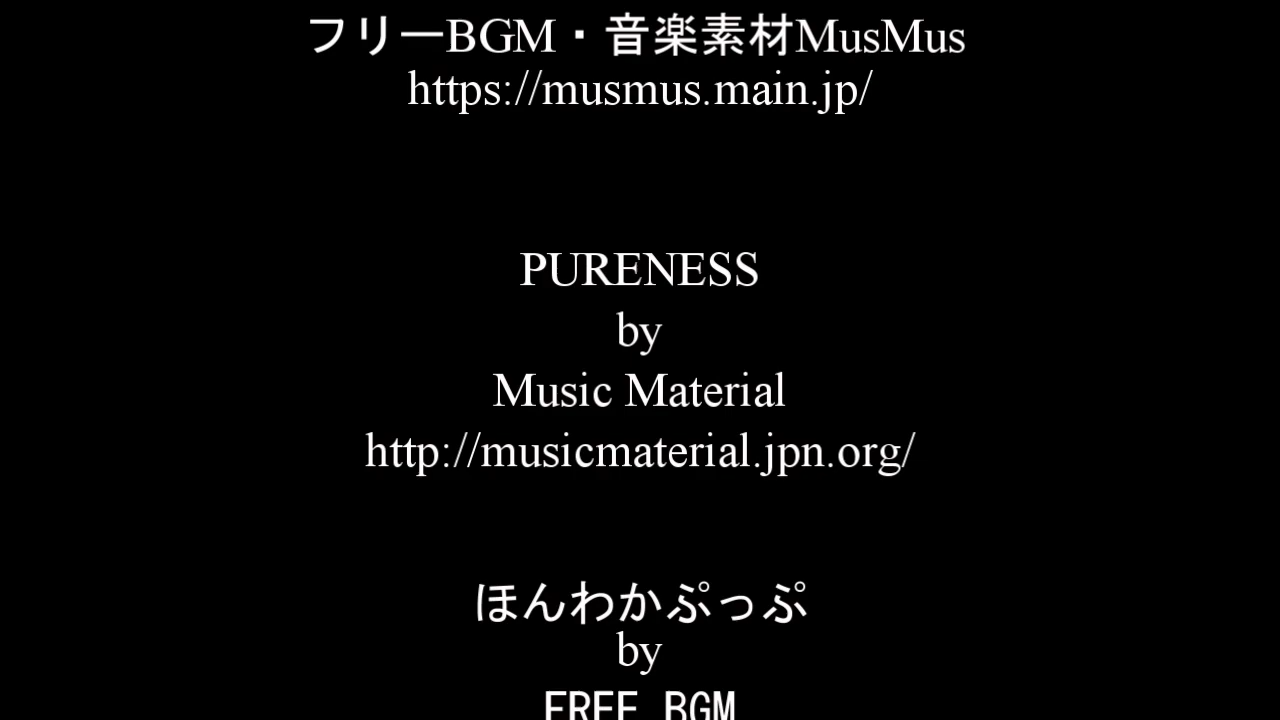 フリーBGM・音楽素材MusMus
https://musmus.main.jp/
PURENESS
by
Music Material
http://musicmaterial.jpn.org/
ほんわかぷっぷ
by
FREE BGM